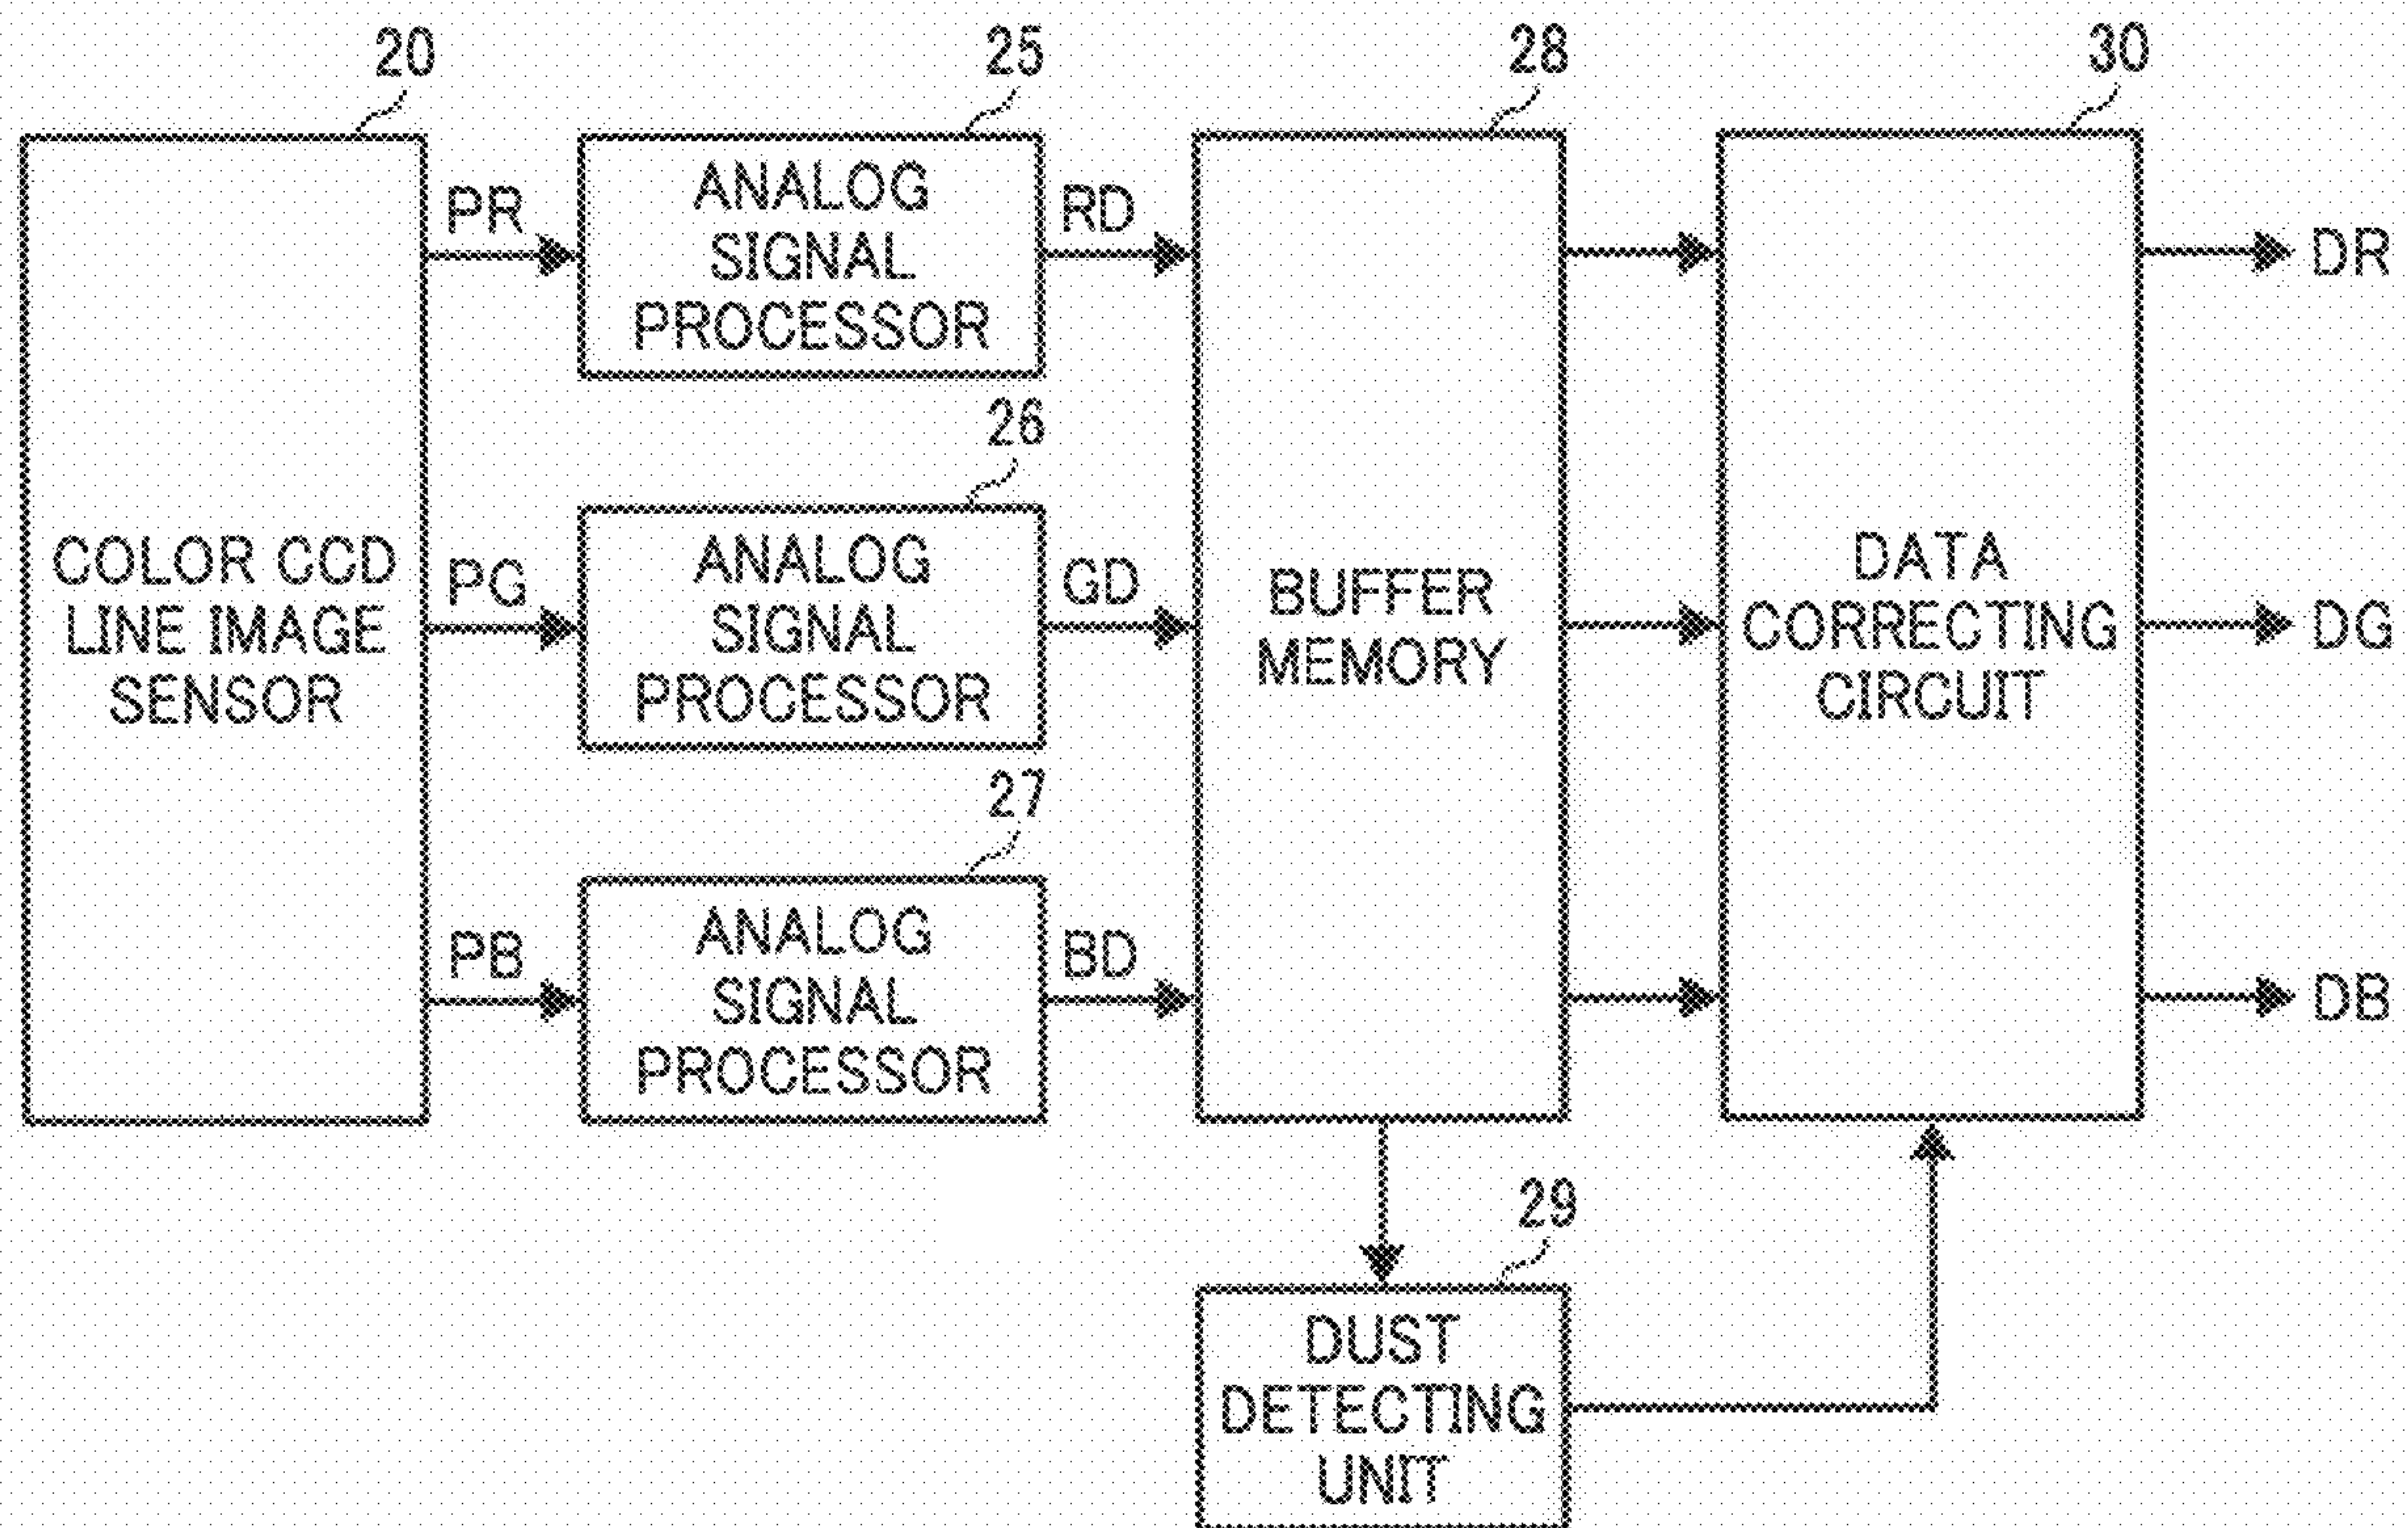 20
25
28
30
COLOR CCD
LINE IMAGE
SENSOR
PR
ANALOG
SIGNAL
PROCESSOR
RD
DR
26
PG
ANALOG
SIGNAL
PROCESSOR
GD
BUFFER
MEMORY
DATA
CORRECTING
CIRCUIT
DG
27
PB
ANALOG
SIGNAL
PROCESSOR
BD
DB
29
DUST
DETECTING
UNIT